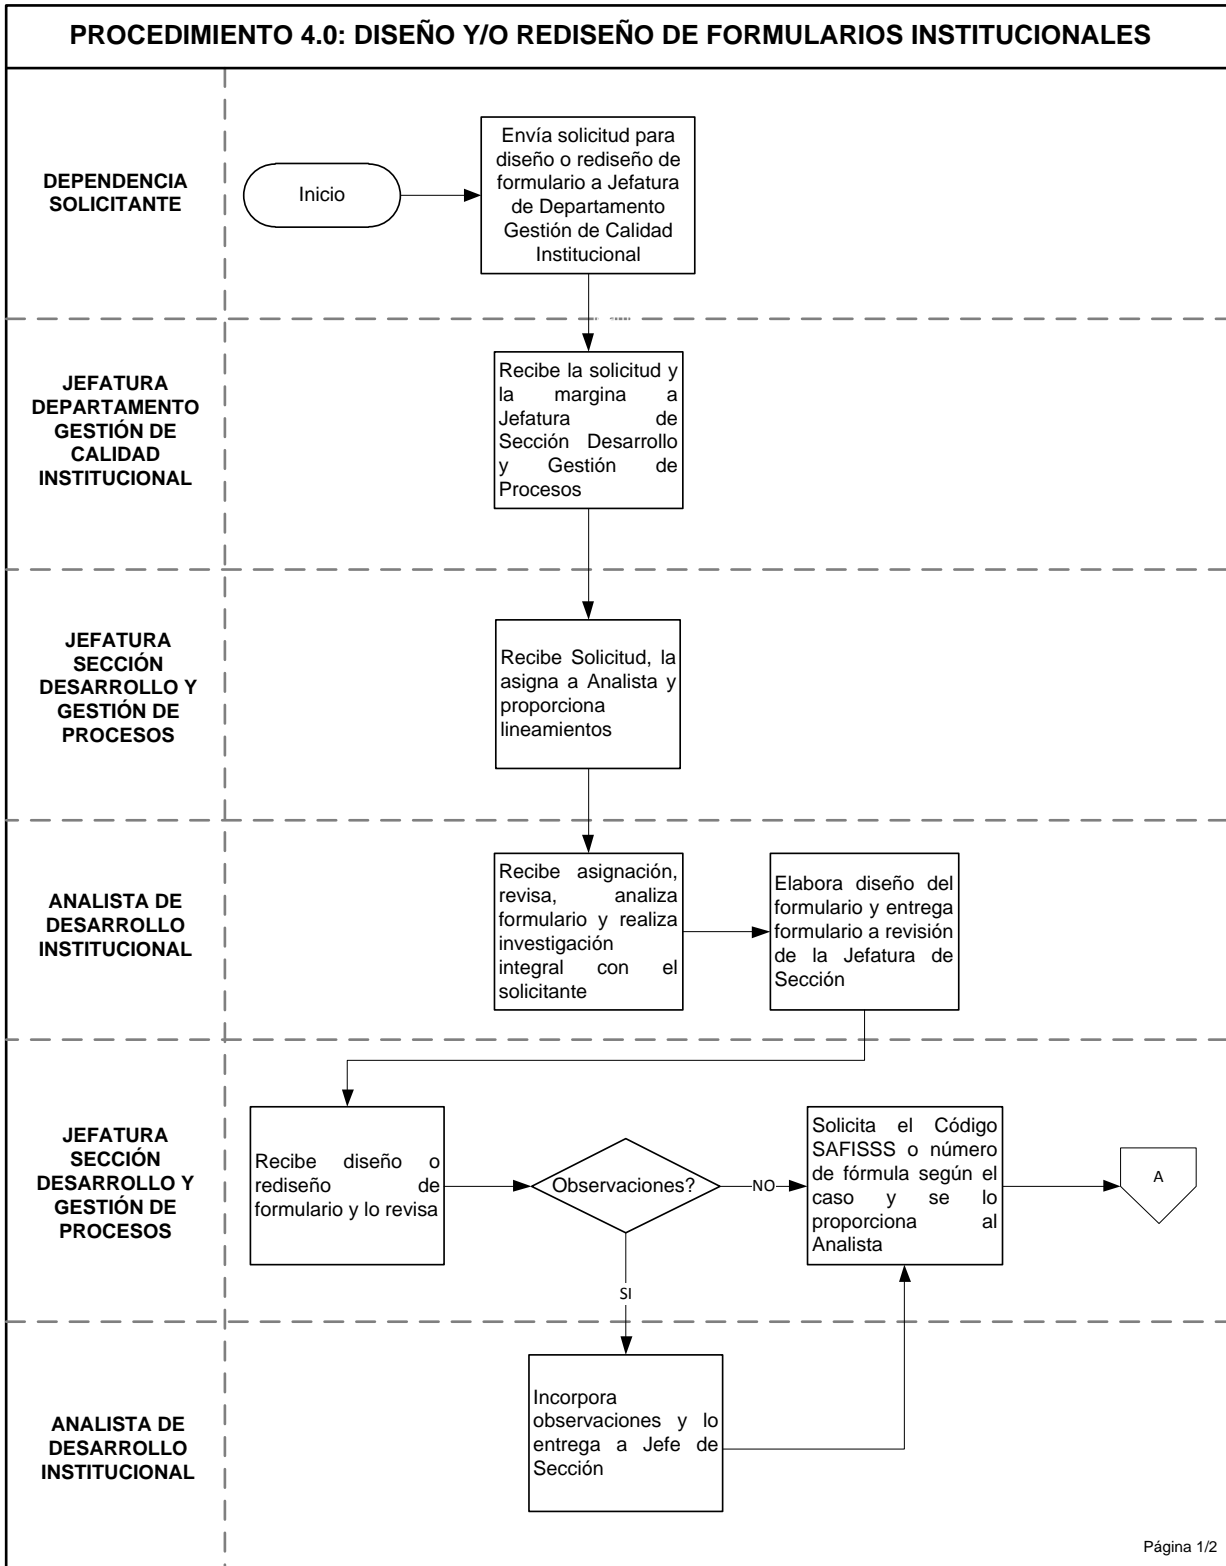 PROCEDIMIENTO 4.0: DISEÑO Y/O REDISEÑO DE FORMULARIOS INSTITUCIONALES
DEPENDENCIA
SOLICITANTE
Inicio
Envía solicitud para
diseño o rediseño de
formulario a Jefatura
de Departamento
Gestión de Calidad
Institucional
JEFATURA
DEPARTAMENTO
GESTIÓN DE
CALIDAD
INSTITUCIONAL
Recibe la solicitud y
la margina a
Jefatura de
Sección Desarrollo
y Gestión de
Procesos
JEFATURA
SECCIÓN
DESARROLLO Y
GESTIÓN DE
PROCESOS
Recibe Solicitud, la
asigna a Analista y
proporciona
lineamientos
ANALISTA DE
DESARROLLO
INSTITUCIONAL
Recibe asignación,
revisa, analiza
formulario y realiza
investigación
integral con el
solicitante
Elabora diseño del
formulario y entrega
formulario a revisión
de la Jefatura de
Sección
JEFATURA
SECCIÓN
DESARROLLO Y
GESTIÓN DE
PROCESOS
Recibe diseño o
rediseño de
formulario y lo revisa
Observaciones?
NO
Solicita el Código
SAFISSS o número
de fórmula según el
caso y se lo
proporciona al
Analista
A
SI
ANALISTA DE
DESARROLLO
INSTITUCIONAL
Incorpora
observaciones y lo
entrega a Jefe de
Sección
Página 1/2